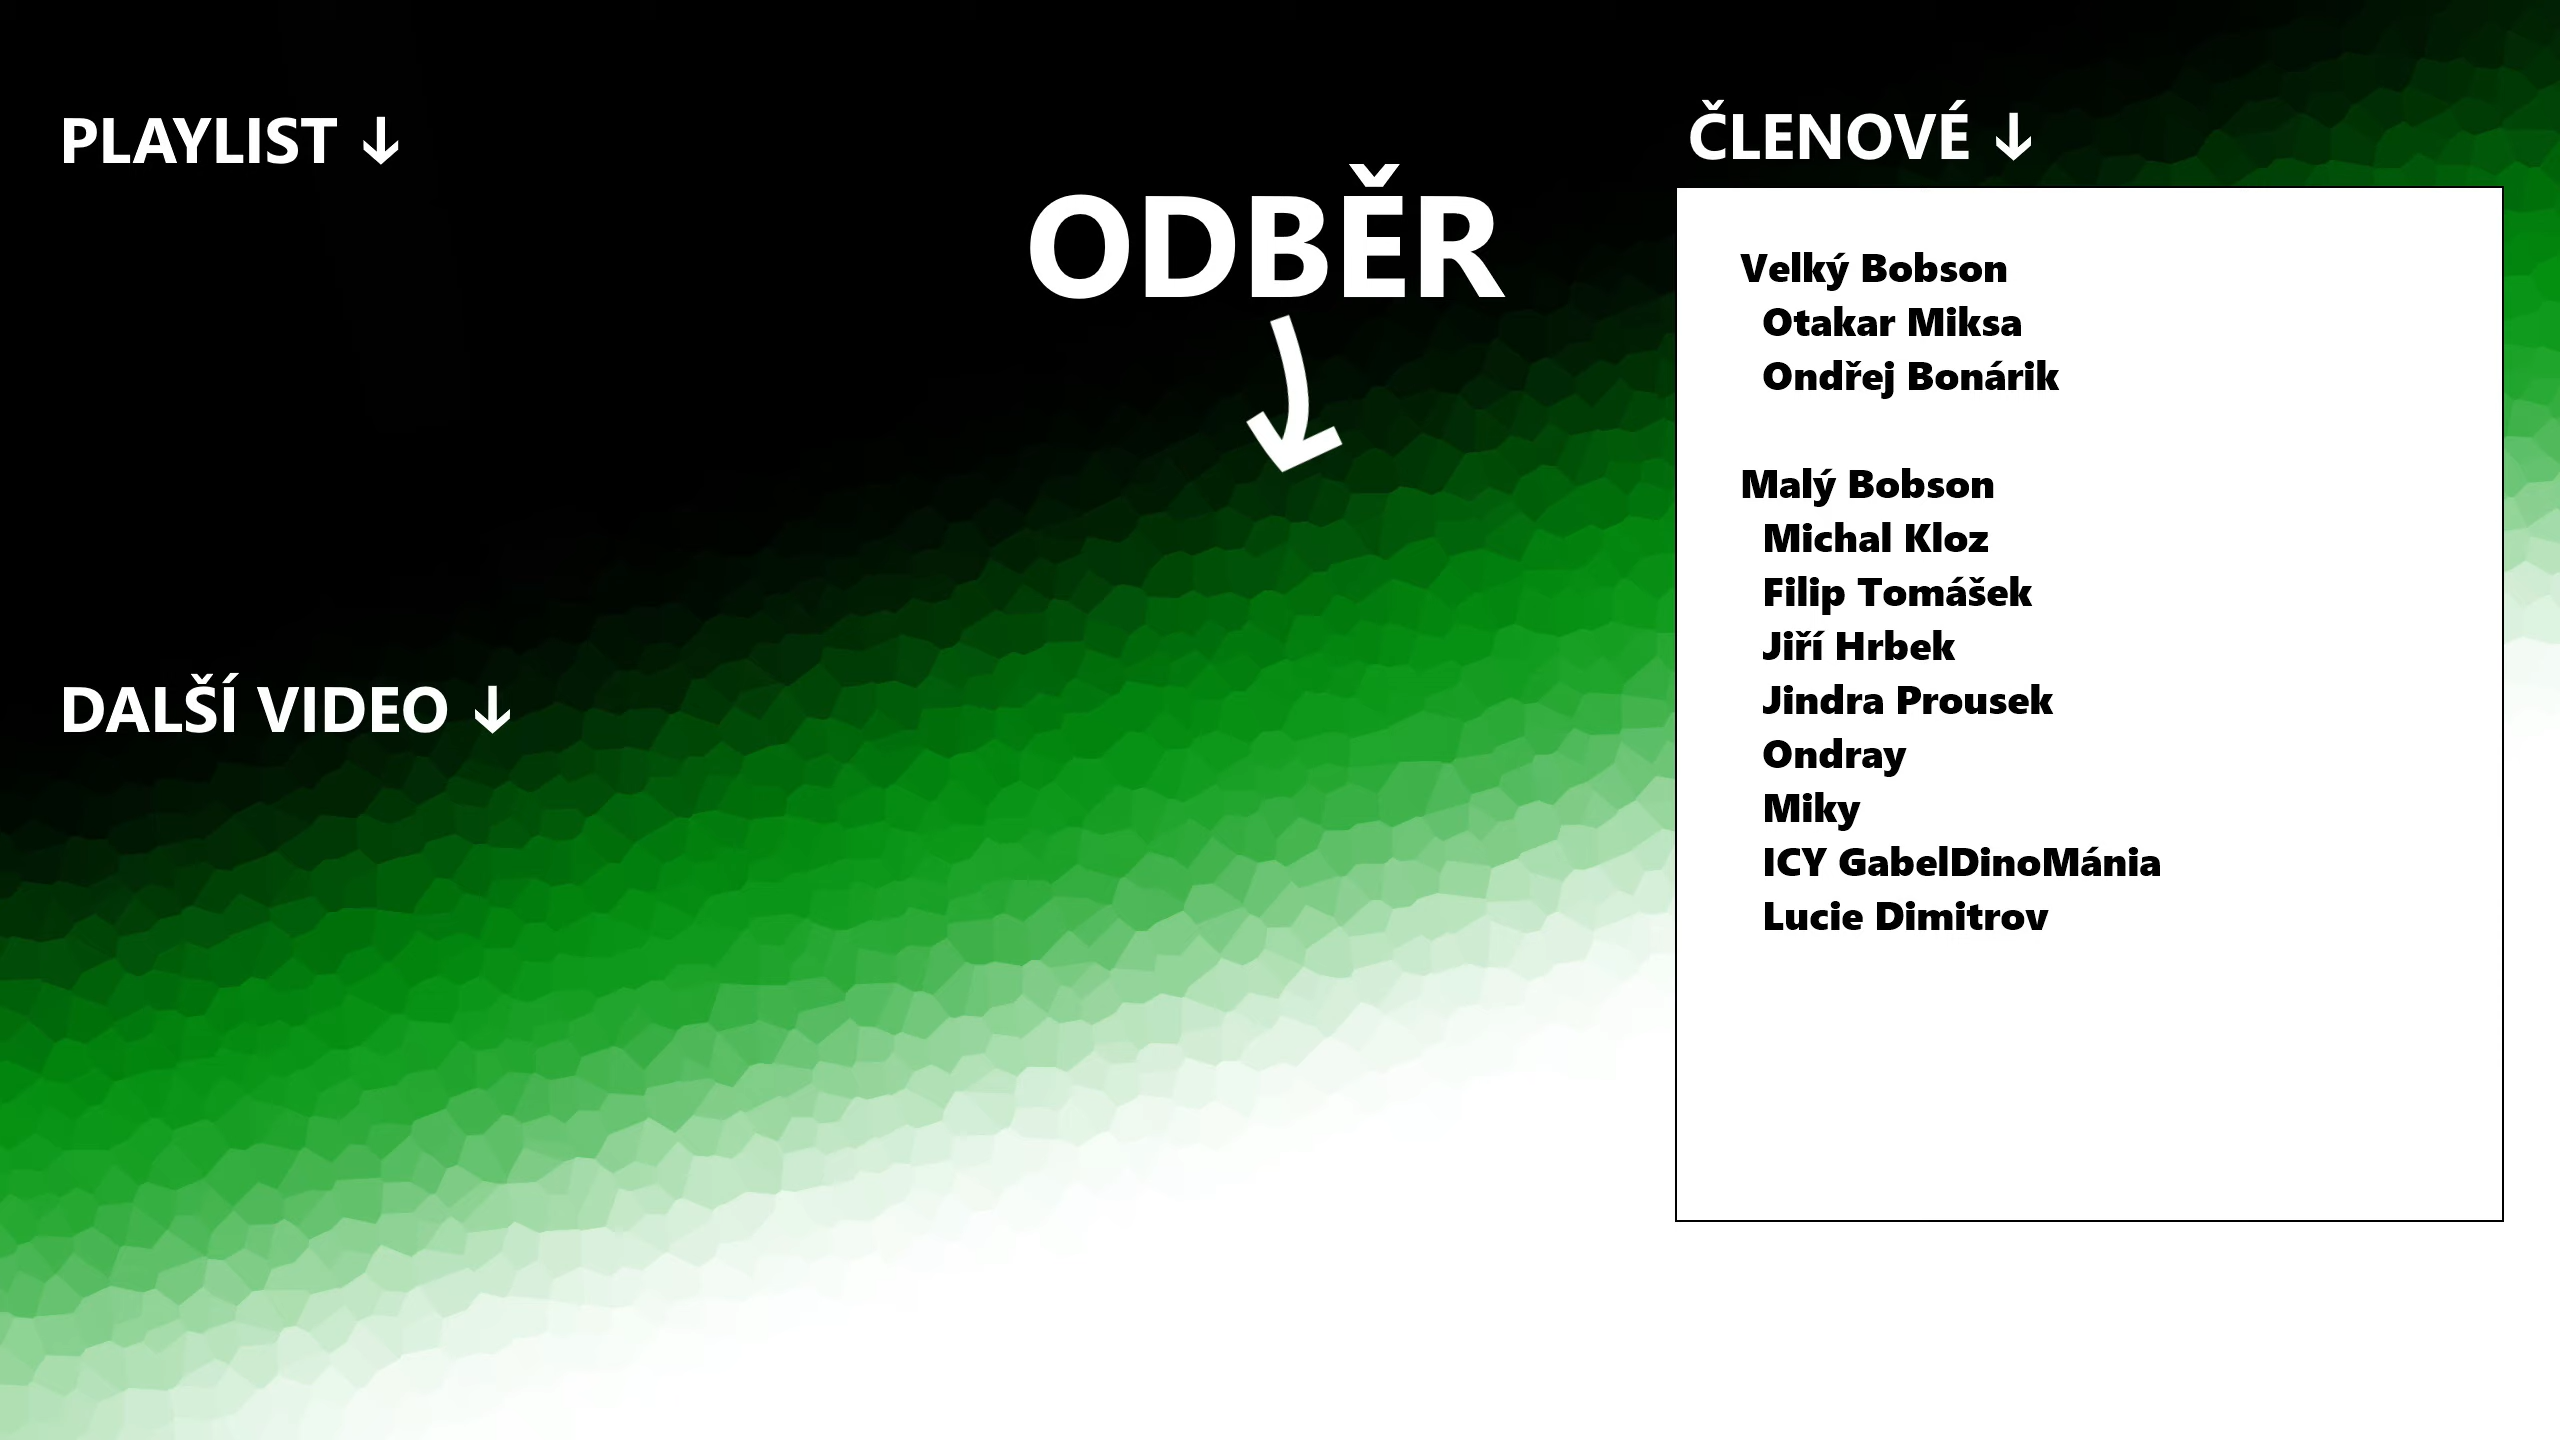 PLAYLIST ↓
DALŠÍ VIDEO ↓
ODBĚR
ČLENOVÉ ↓
Velký Bobson
Otakar Miksa
Ondřej Bonárik
Malý Bobson
Michal Kloz
Filip Tomášek
Jiří Hrbek
Jindra Prousek
Ondray
Miky
ICY GabelDinoMánia
Lucie Dimitrov